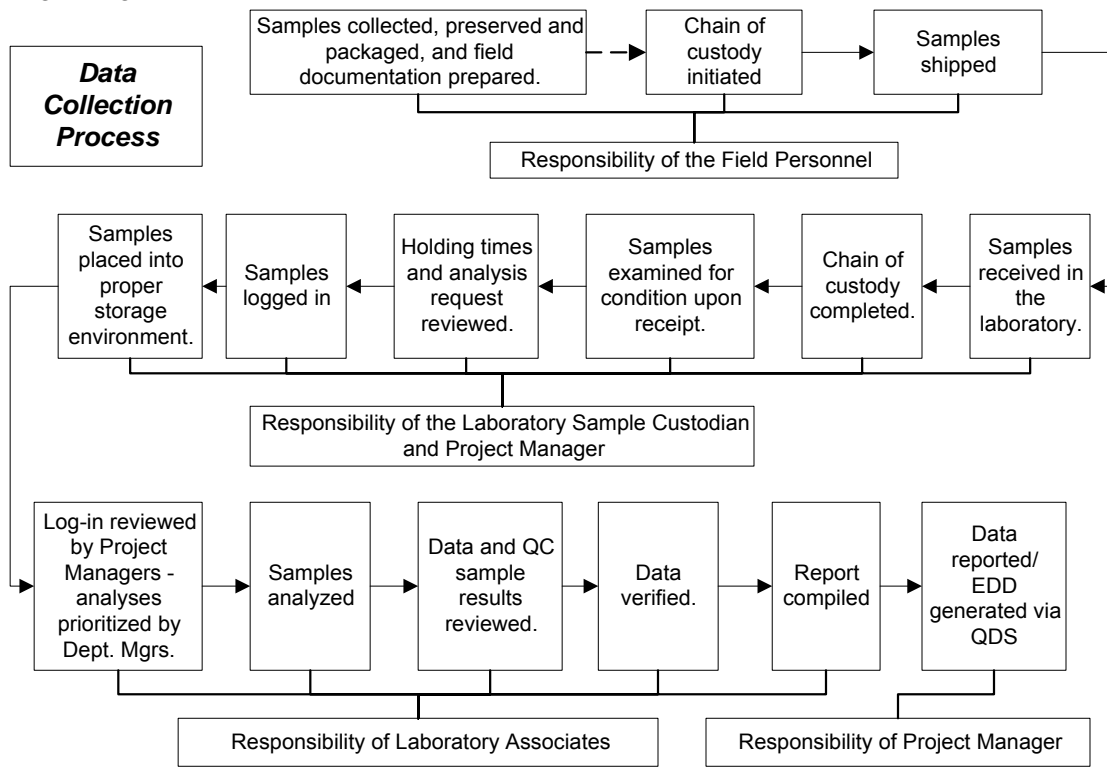 Data
Collection
Process
Samples collected, preserved and
packaged, and field
documentation prepared.
Chain of
custody
initiated
Samples
shipped
Responsibility of the Field Personnel
Samples
placed into
proper
storage
environment.
Samples
logged in
Holding times
and analysis
request
reviewed.
Samples
examined for
condition upon
receipt.
Chain of
custody
completed.
Samples
received in
the
laboratory.
Responsibility of the Laboratory Sample Custodian
and Project Manager
Log-in reviewed
by Project
Managers -
analyses
prioritized by
Dept. Mgrs.
Samples
analyzed
Data and QC
sample
results
reviewed.
Data
verified.
Report
compiled
Data
reported/
EDD
generated via
QDS
Responsibility of Laboratory Associates
Responsibility of Project Manager